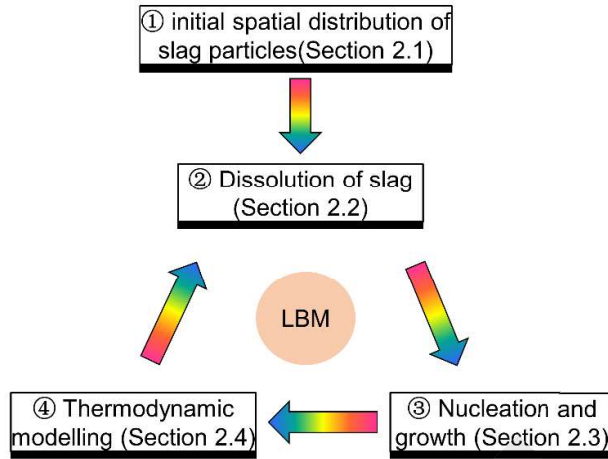 ① initial spatial distribution of
slag particles(Section 2.1)
② Dissolution of slag
(Section 2.2)
LBM
④ Thermodynamic
modelling (Section 2.4)
③ Nucleation and
growth (Section 2.3)